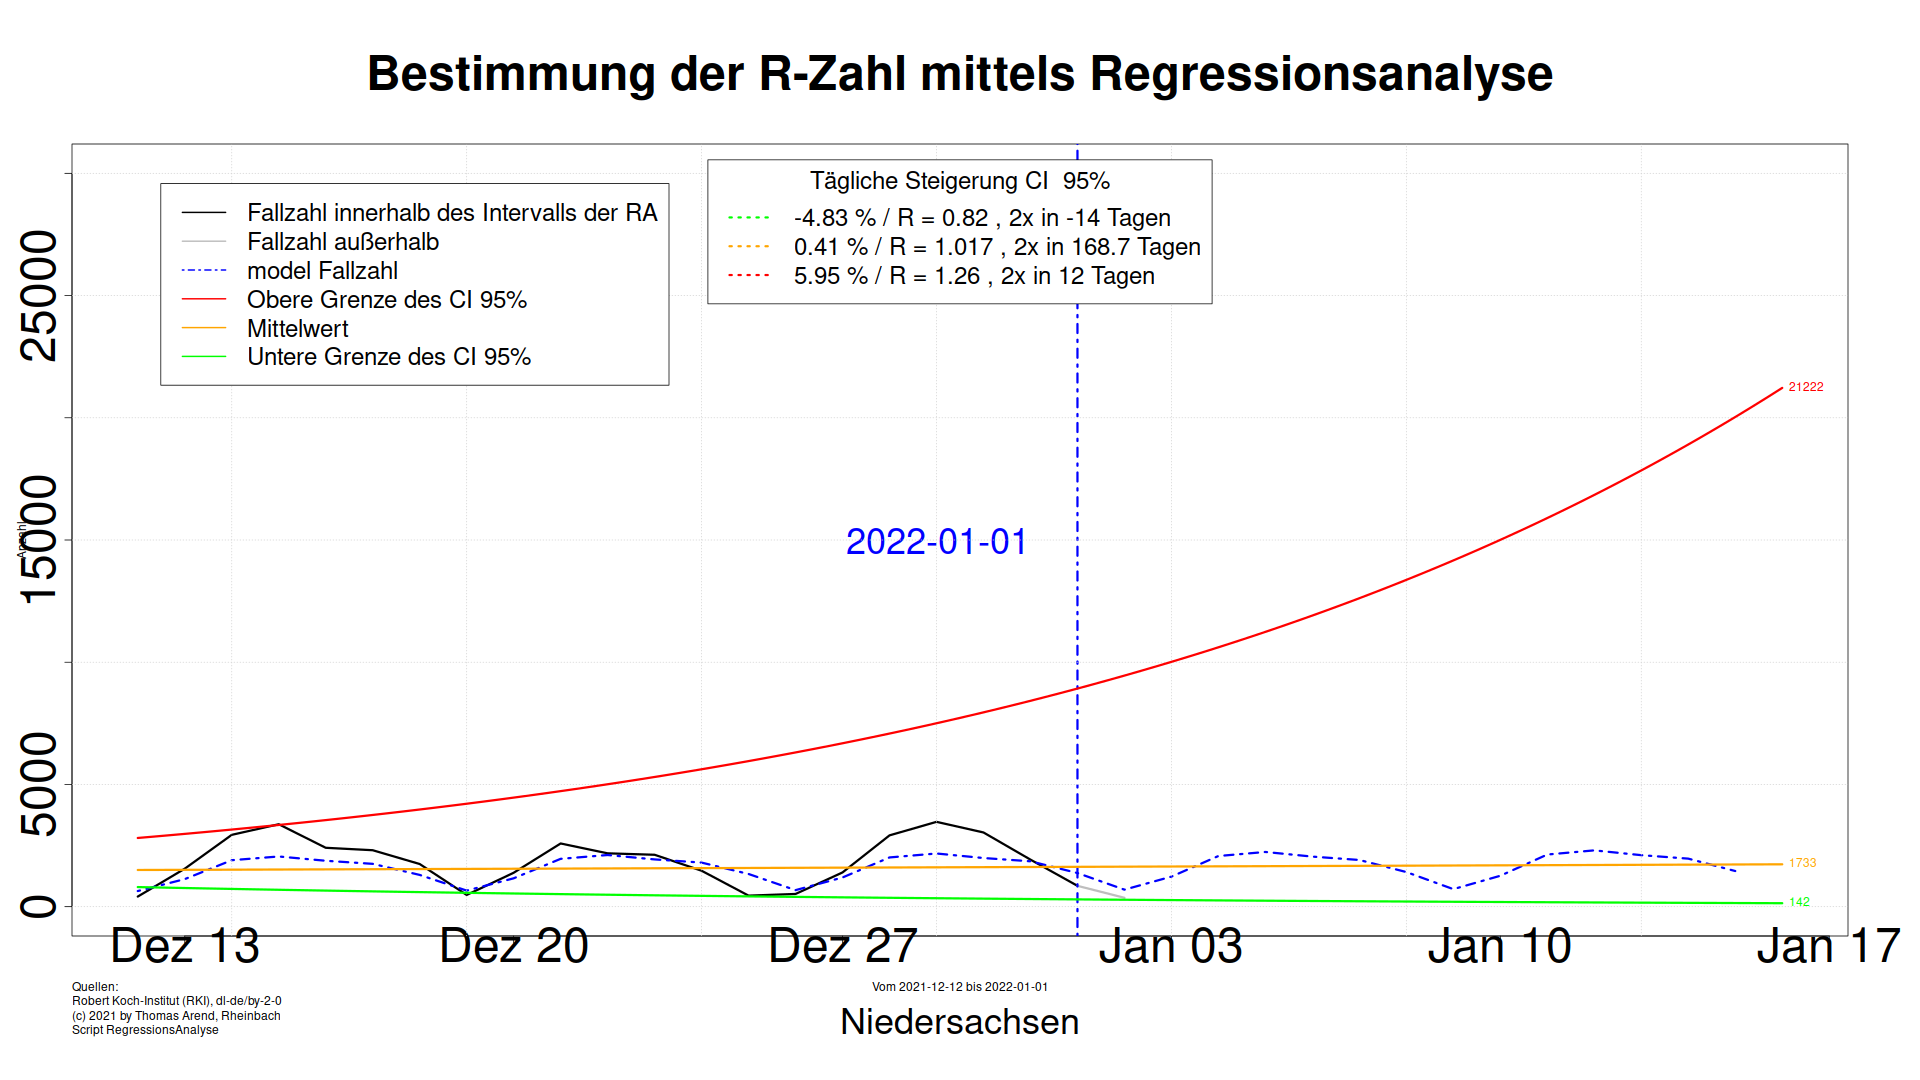 Bestimmung der R-Zahl mittels Regressionsanalyse
Fallzahl innerhalb des Intervalls der RA
Fallzahl außerhalb
model Fallzahl
Obere Grenze des CI 95%
Mittelwert
Untere Grenze des CI 95%
Tägliche Steigerung CI 95%
-4.83 % / R = 0.82 , 2x in -14 Tagen
0.41 % / R = 1.017 , 2x in 168.7 Tagen
5.95 % / R = 1.26 , 2x in 12 Tagen
25000
15000
5000
0
Anzahl
2022-01-01
21222
1733
142
Dez 13
Dez 20
Dez 27
Jan 03
Jan 10
Jan 17
Quellen:
Robert Koch-Institut (RKI), dl-de/by-2-0
(c) 2021 by Thomas Arend, Rheinbach
Script RegressionsAnalyse
Vom 2021-12-12 bis 2022-01-01
Niedersachsen